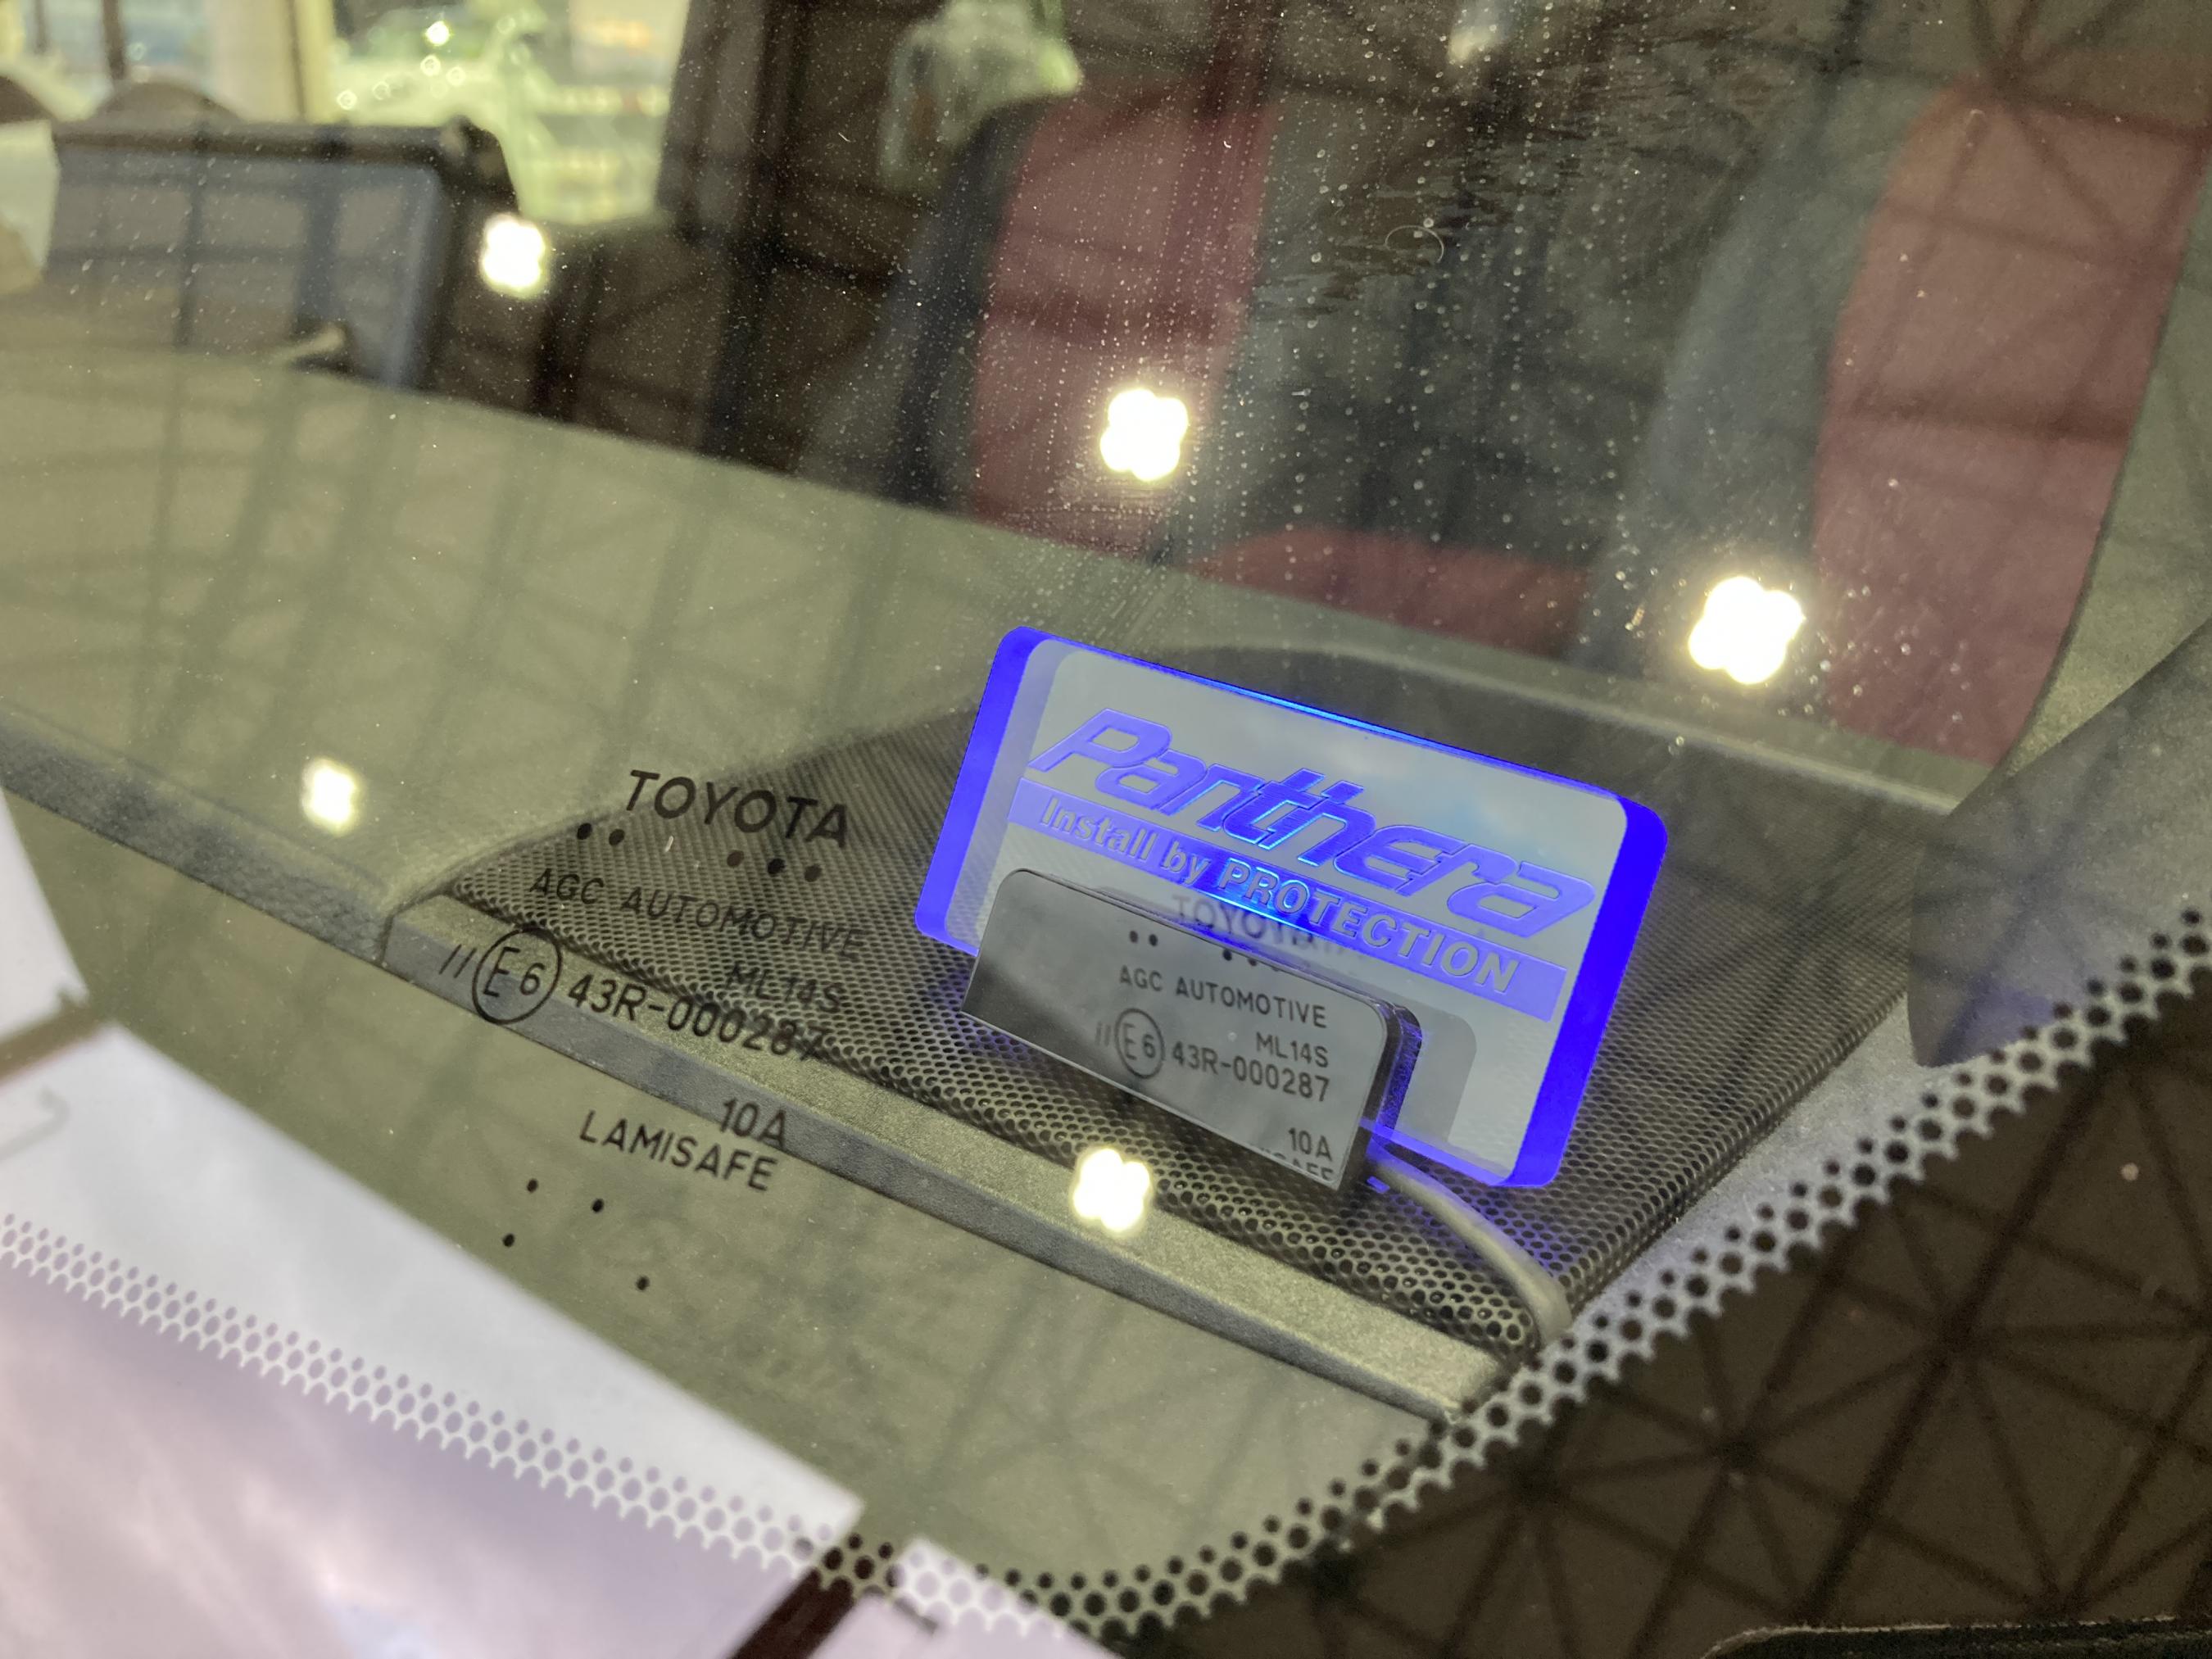 TOYOTA
AGC AUTOMOTIVE
ML14S
//E6 43R-000287
10A
LAMISAFE
Panthera
Install by PROTECTION
TOYOTA
AGC AUTOMOTIVE
ML14S
//E6 43R-000287
10A